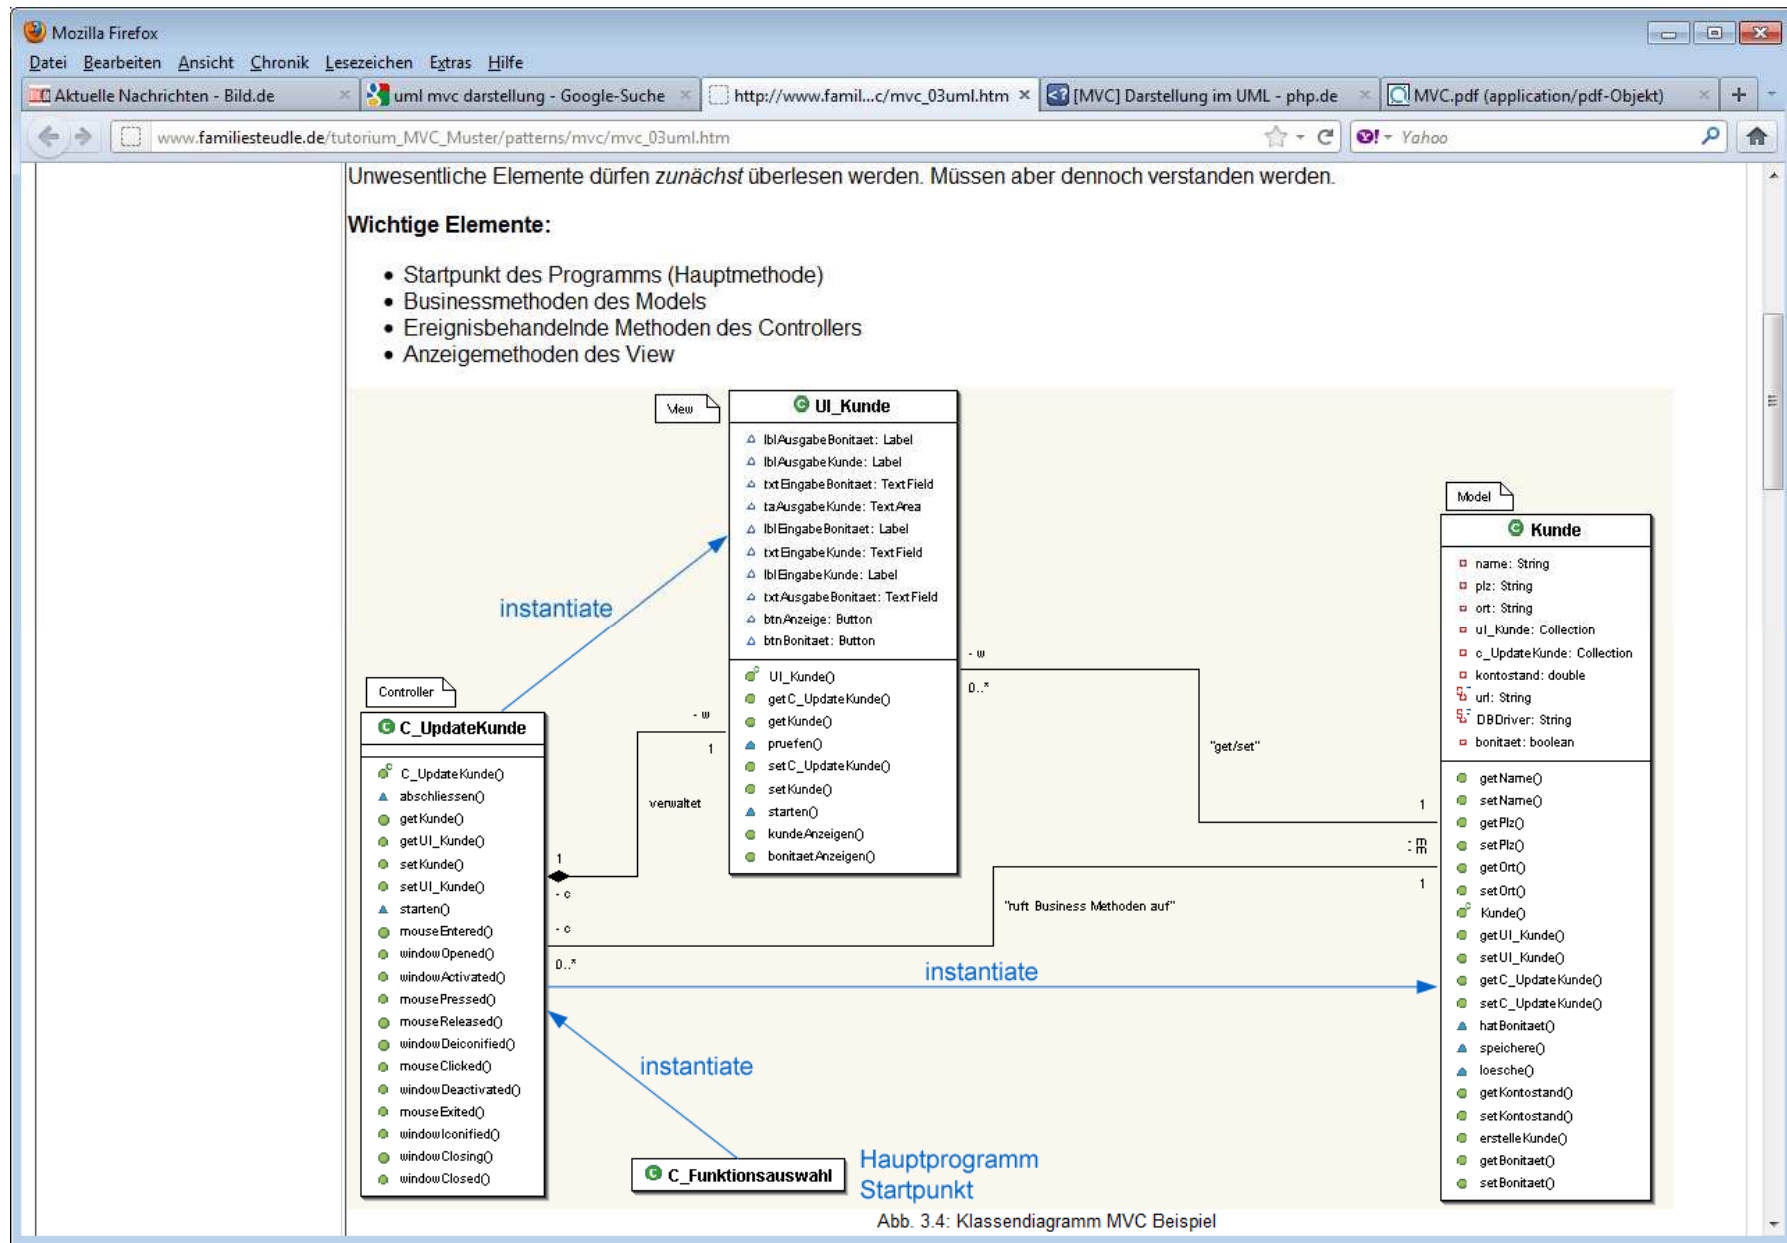 Mozilla Firefox
Datei Bearbeiten Ansicht Chronik Lesezeichen Extras Hilfe
Aktuelle Nachrichten - Bild.de
uml mvc darstellung - Google-Suche
http://www.famil...c/mvc_03uml.htm
[MVC] Darstellung im UML - php.de
MVC.pdf (application/pdf-Objekt)
www.familiesteudle.de/tutorium_MVC_Muster/patterns/mvc/mvc_03uml.htm
Yahoo
Unwesentliche Elemente dürfen zunächst überlesen werden. Müssen aber dennoch verstanden werden.
Wichtige Elemente:
• Startpunkt des Programms (Hauptmethode)
• Businessmethoden des Models
• Ereignisbehandelnde Methoden des Controllers
• Anzeigemethoden des View
View
UI_Kunde
lblAusgabeBonitaet: Label
lblAusgabeKunde: Label
txtEingabeBonitaet: TextField
taAusgabeKunde: TextArea
lblEingabeBonitaet: Label
txtEingabeKunde: TextField
lblEingabeKunde: Label
txtAusgabeBonitaet: TextField
btnAnzeige: Button
btnBonitaet: Button
UI_Kunde()
getC_UpdateKunde()
getKunde()
pruefen()
setC_UpdateKunde()
setKunde()
starten()
kundeAnzeigen()
bonitaetAnzeigen()
instantiate
Controller
C_UpdateKunde
C_UpdateKunde()
abschliessen()
getKunde()
getUI_Kunde()
setKunde()
setUI_Kunde()
starten()
mouseEntered()
windowOpened()
windowActivated()
mousePressed()
mouseReleased()
windowDeiconified()
mouseClicked()
windowDeactivated()
mouseExited()
windowIconified()
windowClosing()
windowClosed()
- w
1
verwaltet
1
- c
- c
0..*
- w
0..*
"get/set"
1
- m
- m
1
"ruft Business Methoden auf"
instantiate
instantiate
C_Funktionsauswahl
Hauptprogramm
Startpunkt
Model
Kunde
name: String
plz: String
ort: String
uI_Kunde: Collection
c_UpdateKunde: Collection
kontostand: double
url: String
DBDriver: String
bonitaet: boolean
getName()
setName()
getPlz()
setPlz()
getOrt()
setOrt()
Kunde()
getUI_Kunde()
setUI_Kunde()
getC_UpdateKunde()
setC_UpdateKunde()
hatBonitaet()
speichere()
loesche()
getKontostand()
setKontostand()
erstelleKunde()
getBonitaet()
setBonitaet()
Abb. 3.4: Klassendiagramm MVC Beispiel